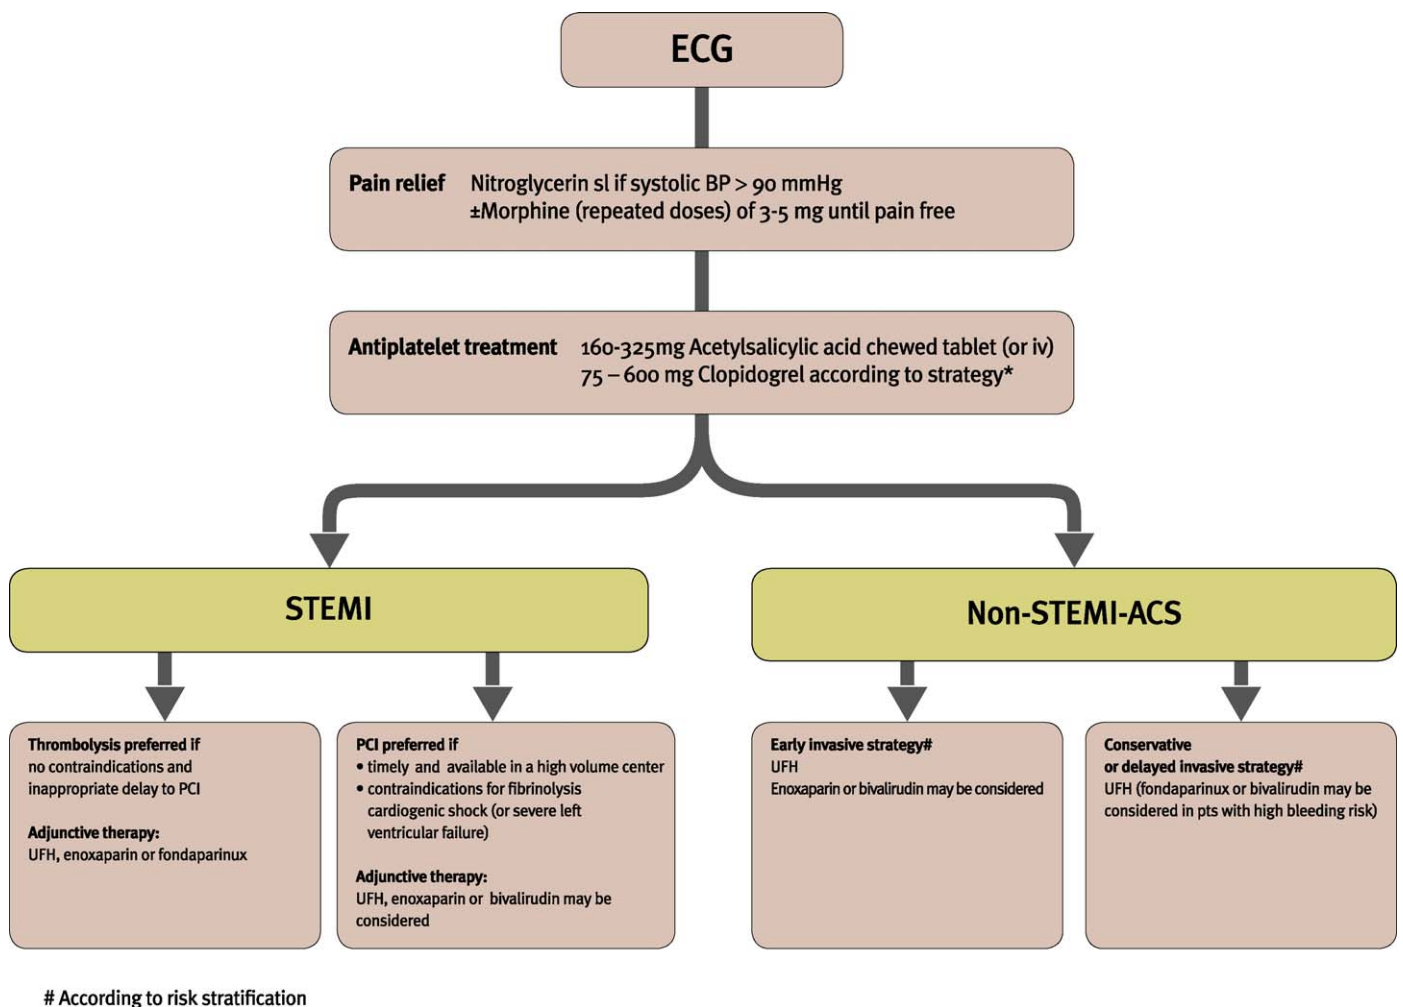 ECG
Pain relief Nitroglycerin sl if systolic BP > 90 mmHg
±Morphine (repeated doses) of 3-5 mg until pain free
Antiplatelet treatment 160-325mg Acetylsalicylic acid chewed tablet (or iv)
75 – 600 mg Clopidogrel according to strategy*
STEMI
Non-STEMI-ACS
Thrombolysis preferred if
no contraindications and
inappropriate delay to PCI
Adjunctive therapy:
UFH, enoxaparin or fondaparinux
PCI preferred if
• timely and available in a high volume center
• contraindications for fibrinolysis
cardiogenic shock (or severe left
ventricular failure)
Adjunctive therapy:
UFH, enoxaparin or bivalirudin may be
considered
Early invasive strategy#
UFH
Enoxaparin or bivalirudin may be considered
Conservative
or delayed invasive strategy#
UFH (fondaparinux or bivalirudin may be
considered in pts with high bleeding risk)
# According to risk stratification